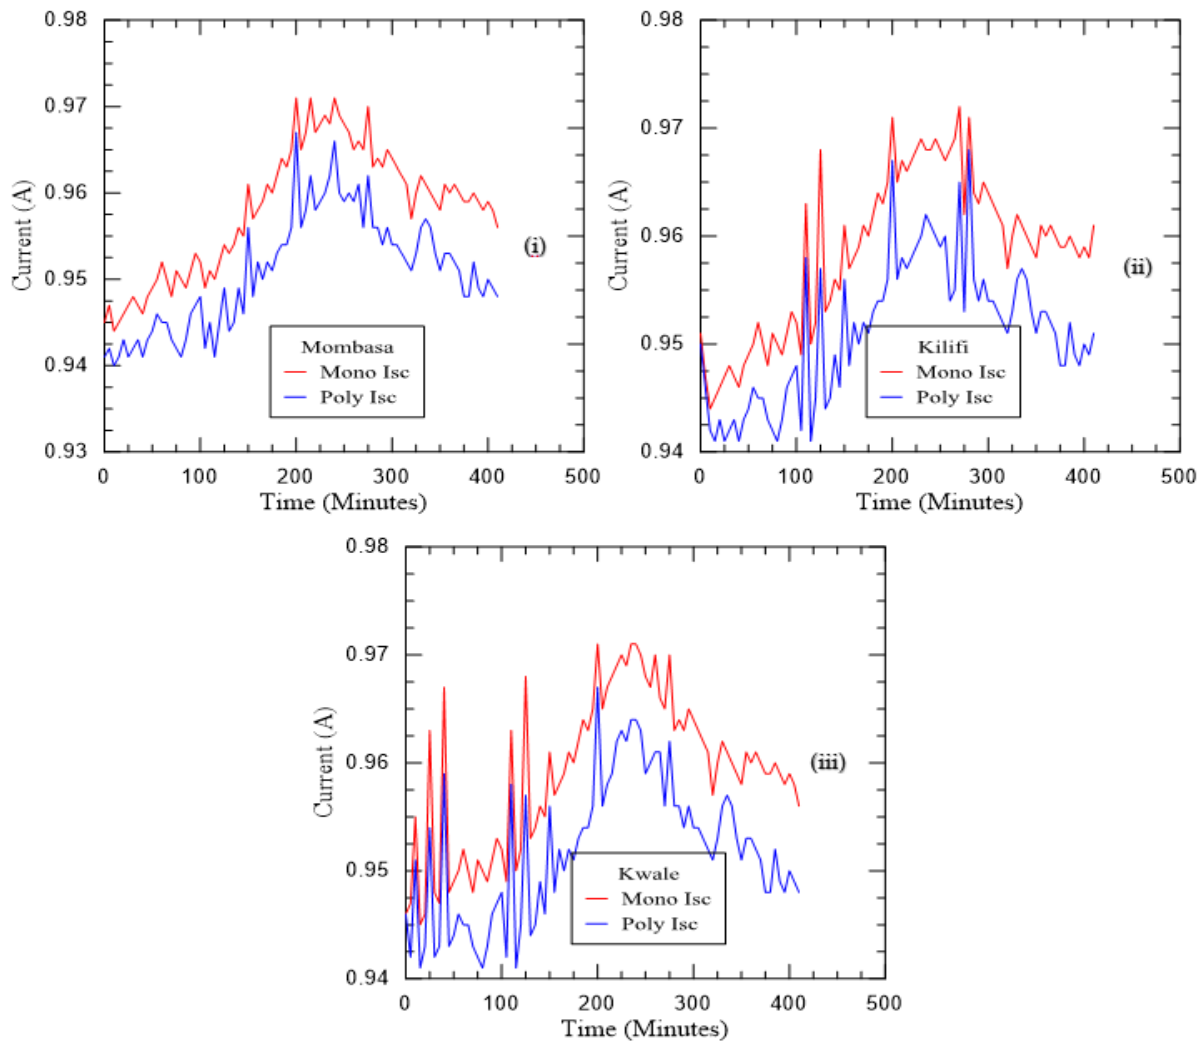 0.98
0.97
0.96
0.95
0.94
0.93
Current (A)
0 100 200 300 400 500
Time (Minutes)
(i)
Mombasa
Mono Isc
Poly Isc
0.98
0.97
0.96
0.95
0.94
Current (A)
0 100 200 300 400 500
Time (Minutes)
(ii)
Kilifi
Mono Isc
Poly Isc
0.98
0.97
0.96
0.95
0.94
Current (A)
0 100 200 300 400 500
Time (Minutes)
(iii)
Kwale
Mono Isc
Poly Isc